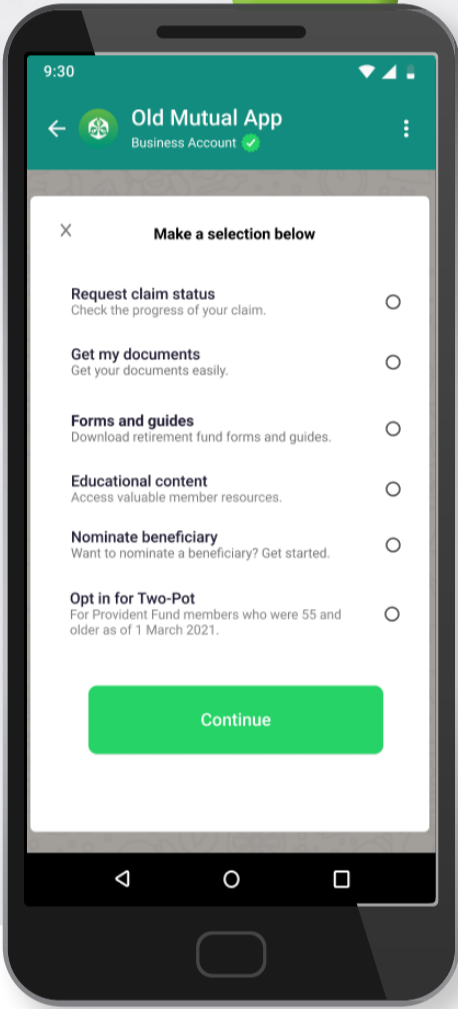 9:30
Old Mutual App
Business Account
Make a selection below
Request claim status
Check the progress of your claim.
Get my documents
Get your documents easily.
Forms and guides
Download retirement fund forms and guides.
Educational content
Access valuable member resources.
Nominate beneficiary
Want to nominate a beneficiary? Get started.
Opt in for Two-Pot
For Provident Fund members who were 55 and
older as of 1 March 2021.
Continue